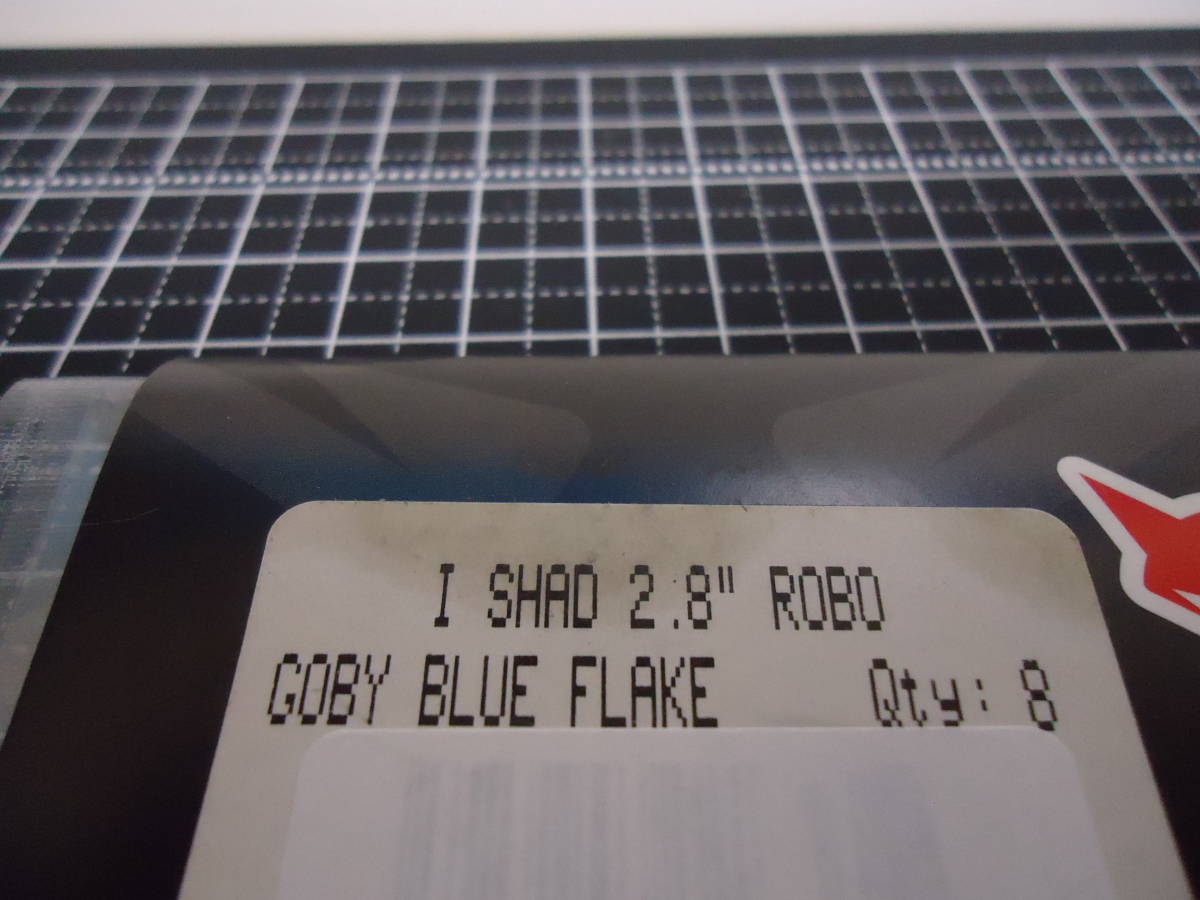 I SHAD 2.8" ROBO
GOBY BLUE FLAKE Qty: 8